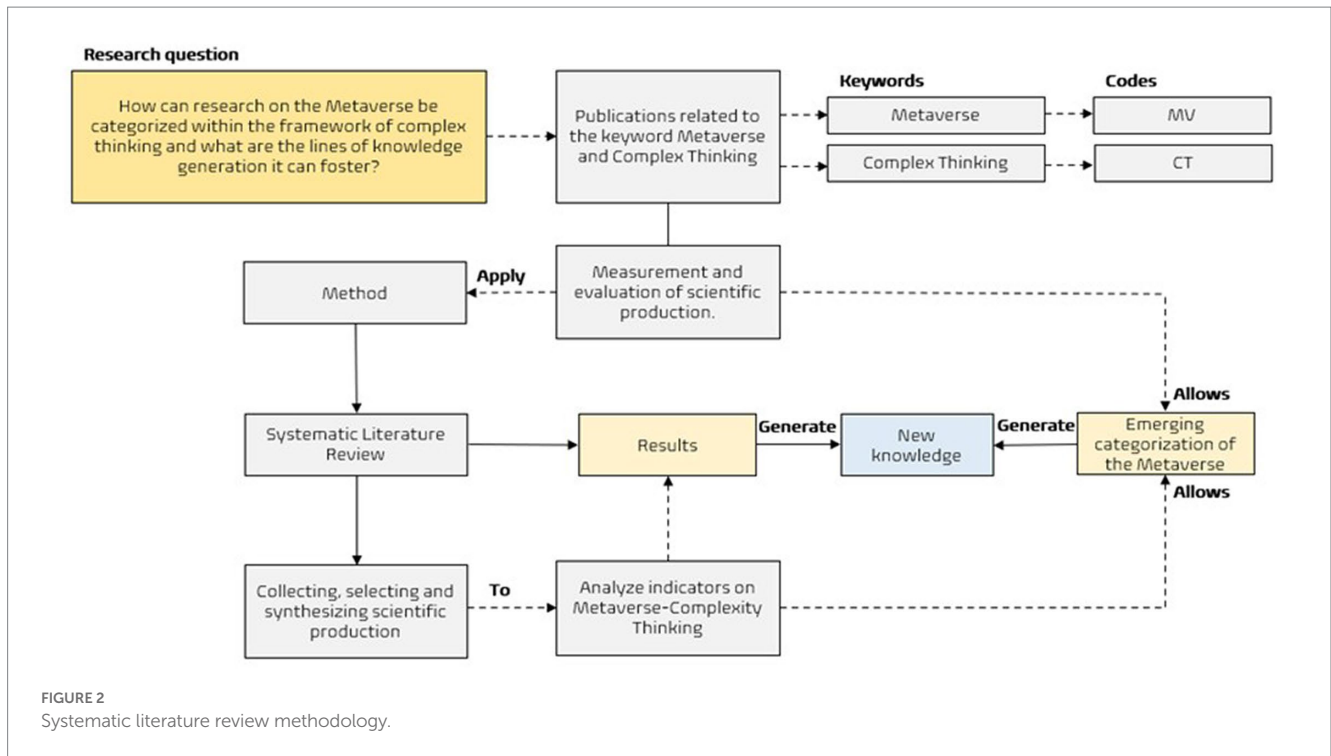 Research question
How can research on the Metaverse be
categorized within the framework of complex
thinking and what are the lines of knowledge
generation it can foster?
Publications related to
the keyword Metaverse
and Complex Thinking
Keywords
Codes
Metaverse
MV
Complex Thinking
CT
Method
Apply
Measurement and
evaluation of scientific
production.
Allows
Systematic Literature
Review
Results
Generate
New
knowledge
Generate
Emerging
categorization of
the Metaverse
Allows
Collecting, selecting and
synthesizing scientific
production
To
Analyze indicators on
Metaverse-Complexity
Thinking
FIGURE 2
Systematic literature review methodology.